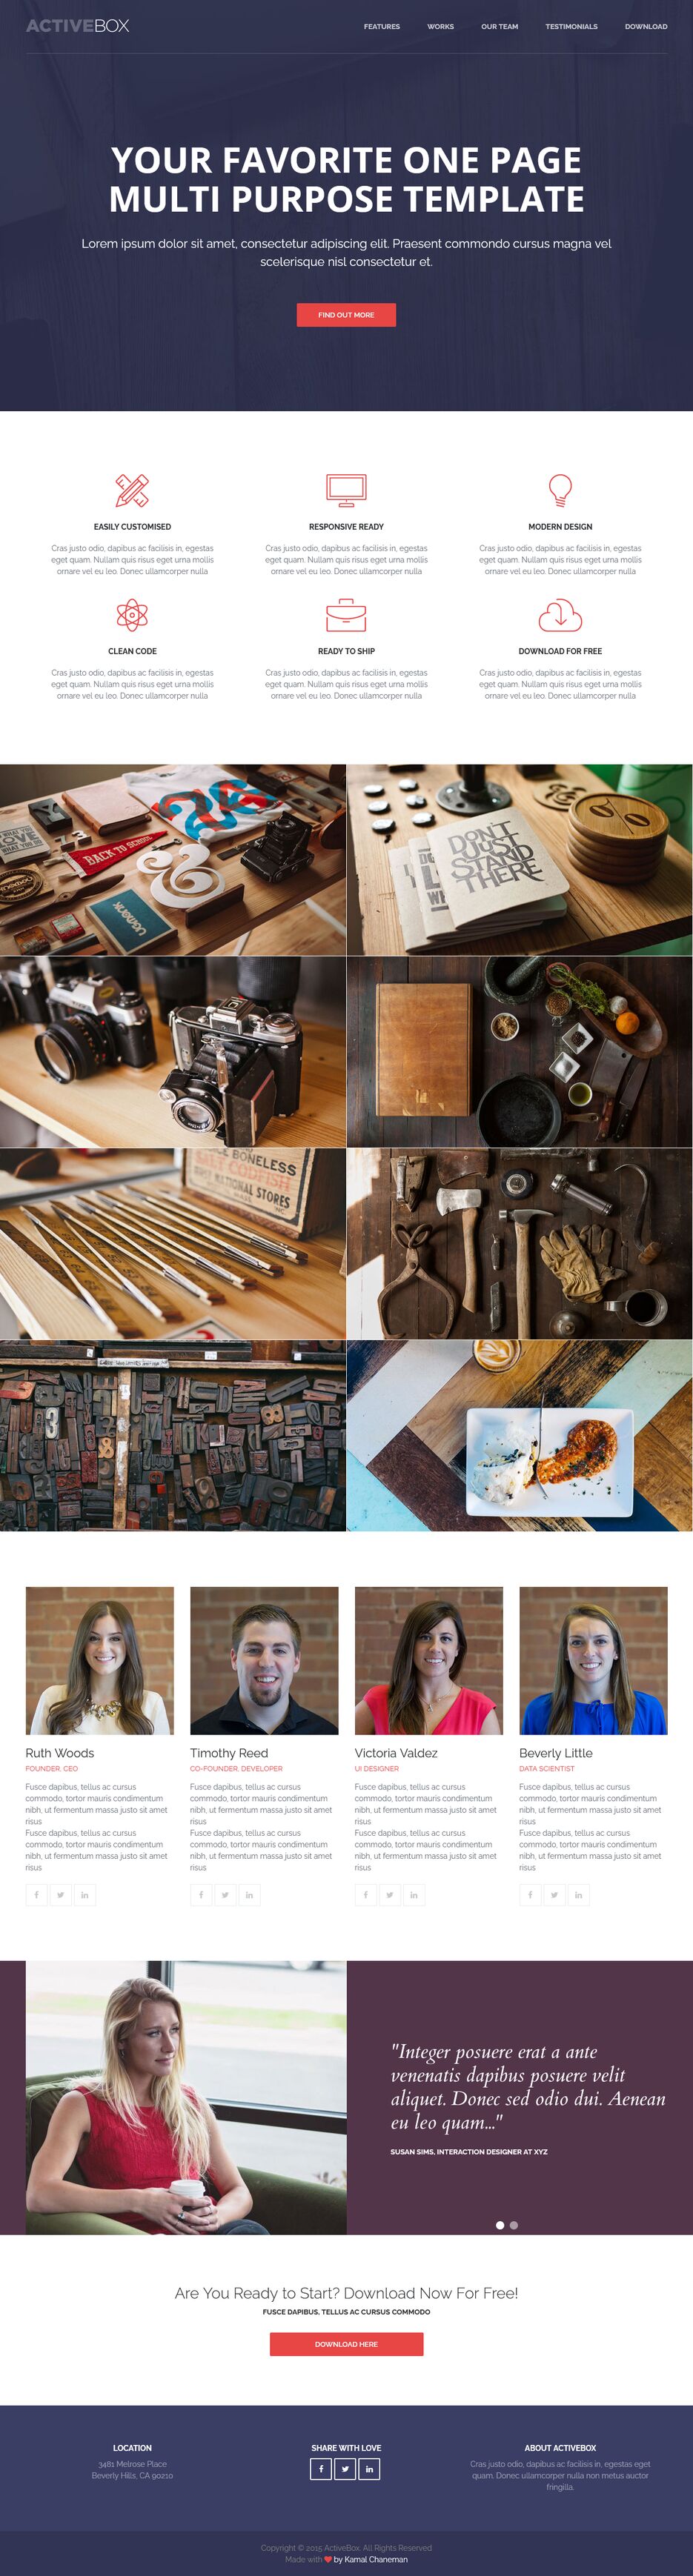 ACTIVEBOX
FEATURES WORKS OUR TEAM TESTIMONIALS DOWNLOAD
YOUR FAVORITE ONE PAGE
MULTI PURPOSE TEMPLATE
Lorem ipsum dolor sit amet, consectetur adipiscing elit. Praesent commondo cursus magna vel
scelerisque nisl consectetur et.
FIND OUT MORE
EASILY CUSTOMISED
Cras justo odio, dapibus ac facilisis in, egestas
eget quam. Nullam quis risus eget urna mollis
ornare vel eu leo. Donec ullamcorper nulla
RESPONSIVE READY
Cras justo odio, dapibus ac facilisis in, egestas
eget quam. Nullam quis risus eget urna mollis
ornare vel eu leo. Donec ullamcorper nulla
MODERN DESIGN
Cras justo odio, dapibus ac facilisis in, egestas
eget quam. Nullam quis risus eget urna mollis
ornare vel eu leo. Donec ullamcorper nulla
CLEAN CODE
Cras justo odio, dapibus ac facilisis in, egestas
eget quam. Nullam quis risus eget urna mollis
ornare vel eu leo. Donec ullamcorper nulla
READY TO SHIP
Cras justo odio, dapibus ac facilisis in, egestas
eget quam. Nullam quis risus eget urna mollis
ornare vel eu leo. Donec ullamcorper nulla
DOWNLOAD FOR FREE
Cras justo odio, dapibus ac facilisis in, egestas
eget quam. Nullam quis risus eget urna mollis
ornare vel eu leo. Donec ullamcorper nulla
LOVE
BACK TO SCHOOL
&
DON'T
JUST
STAND
THERE
BONELESS
NATIONAL STORES
Ruth Woods
FOUNDER, CEO
Fusce dapibus, tellus ac cursus
commodo, tortor mauris condimentum
nibh, ut fermentum massa justo sit amet
risus
Fusce dapibus, tellus ac cursus
commodo, tortor mauris condimentum
nibh, ut fermentum massa justo sit amet
risus
Timothy Reed
CO-FOUNDER, DEVELOPER
Fusce dapibus, tellus ac cursus
commodo, tortor mauris condimentum
nibh, ut fermentum massa justo sit amet
risus
Fusce dapibus, tellus ac cursus
commodo, tortor mauris condimentum
nibh, ut fermentum massa justo sit amet
risus
Victoria Valdez
UI DESIGNER
Fusce dapibus, tellus ac cursus
commodo, tortor mauris condimentum
nibh, ut fermentum massa justo sit amet
risus
Fusce dapibus, tellus ac cursus
commodo, tortor mauris condimentum
nibh, ut fermentum massa justo sit amet
risus
Beverly Little
DATA SCIENTIST
Fusce dapibus, tellus ac cursus
commodo, tortor mauris condimentum
nibh, ut fermentum massa justo sit amet
risus
Fusce dapibus, tellus ac cursus
commodo, tortor mauris condimentum
nibh, ut fermentum massa justo sit amet
risus
"Integer posuere erat a ante
venenatis dapibus posuere velit
aliquet. Donec sed odio dui. Aenean
eu leo quam..."
SUSAN SIMS, INTERACTION DESIGNER AT XYZ
Are You Ready to Start? Download Now For Free!
FUSCE DAPIBUS, TELLUS AC CURSUS COMMODO
DOWNLOAD HERE
LOCATION
3481 Melrose Place
Beverly Hills, CA 90210
SHARE WITH LOVE
ABOUT ACTIVEBOX
Cras justo odio, dapibus ac facilisis in, egestas eget
quam. Donec ullamcorper nulla non metus auctor
fringilla.
Copyright © 2015 ActiveBox. All Rights Reserved
Made with ❤ by Kamal Chaneman